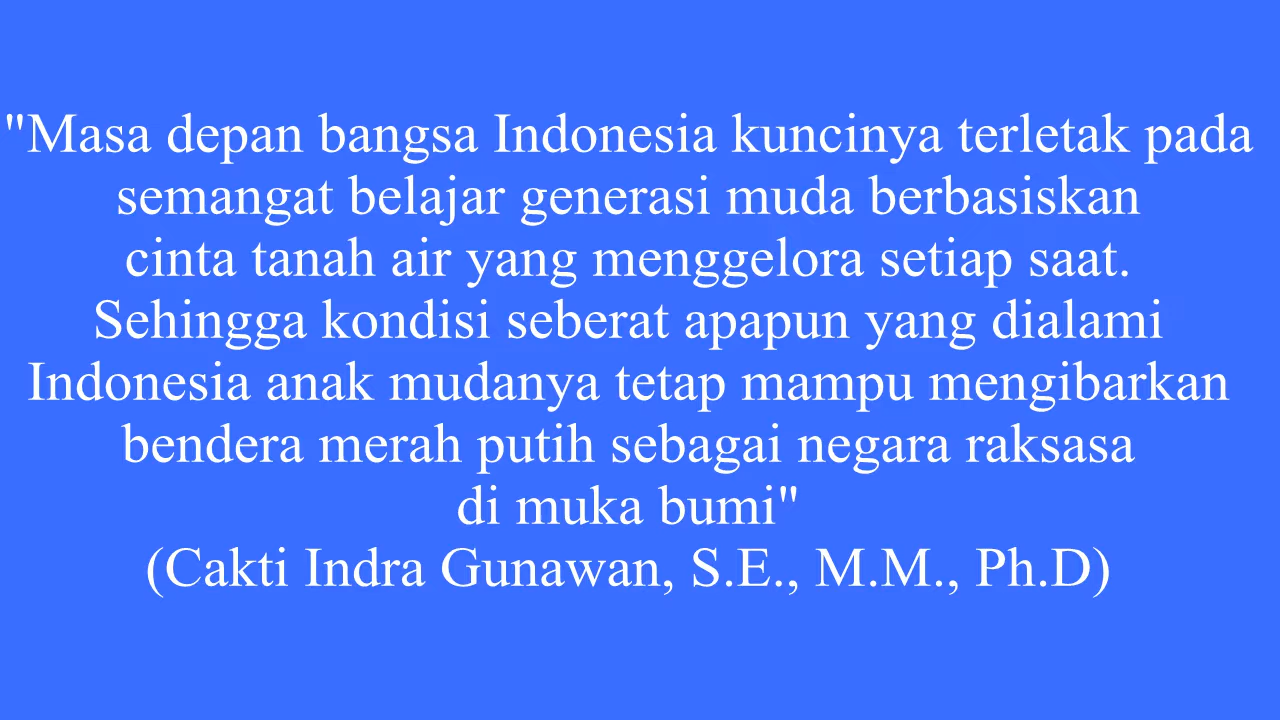 "Masa depan bangsa Indonesia kuncinya terletak pada
semangat belajar generasi muda berbasiskan
cinta tanah air yang menggelora setiap saat.
Sehingga kondisi seberat apapun yang dialami
Indonesia anak mudanya tetap mampu mengibarkan
bendera merah putih sebagai negara raksasa
di muka bumi"
(Cakti Indra Gunawan, S.E., M.M., Ph.D)